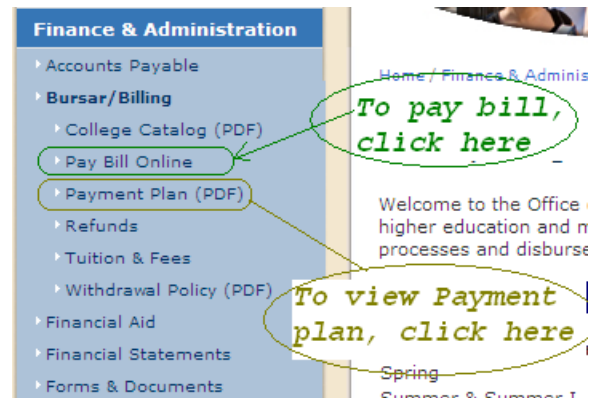 Finance & Administration
Accounts Payable
Bursar/Billing
College Catalog (PDF)
Pay Bill Online
Payment Plan (PDF)
Refunds
Tuition & Fees
Withdrawal Policy (PDF)
Financial Aid
Financial Statements
Forms & Documents
Home / Finance & Adminis
To pay bill,
click here
Welcome to the Office
higher education and m
processes and disburse
To view Payment
plan, click here
Spring
Summer & Summer I